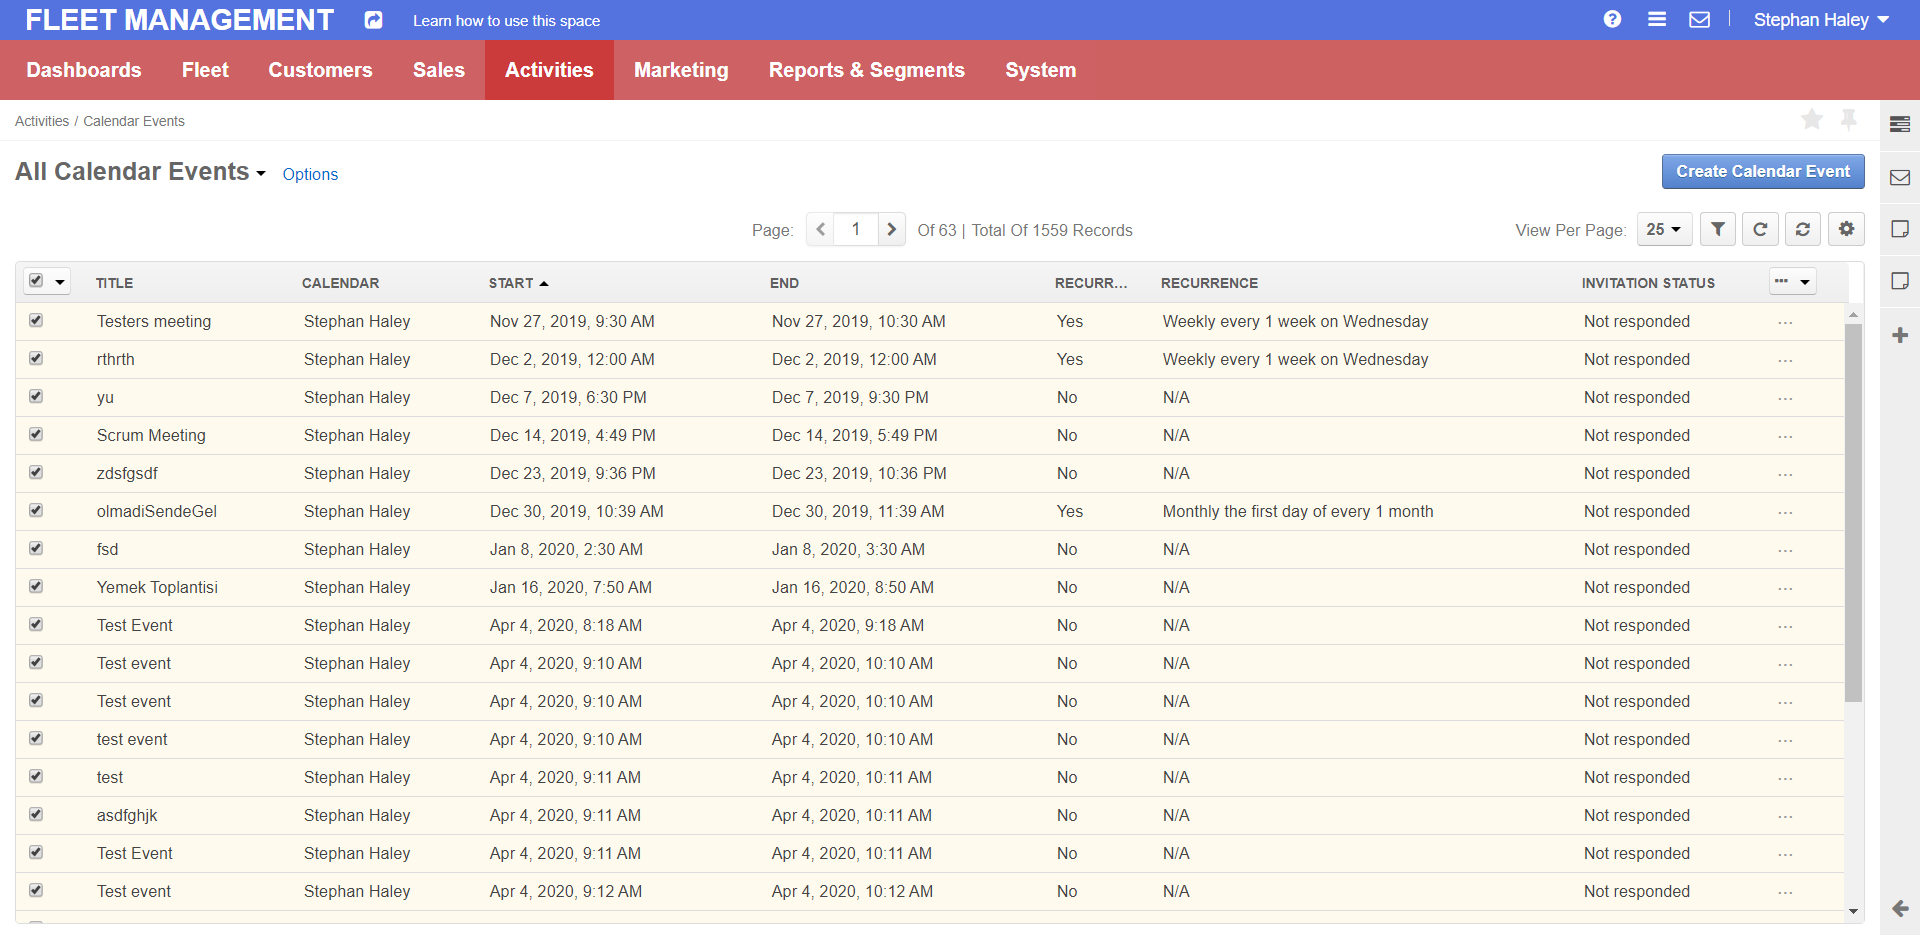 FLEET MANAGEMENT Learn how to use this space Stephan Haley
Dashboards Fleet Customers Sales Activities Marketing Reports & Segments System
Activities / Calendar Events
All Calendar Events Options Create Calendar Event
Page: 1 Of 63 | Total Of 1559 Records View Per Page: 25
TITLE CALENDAR START END RECURR... RECURRENCE INVITATION STATUS
Testers meeting Stephan Haley Nov 27, 2019, 9:30 AM Nov 27, 2019, 10:30 AM Yes Weekly every 1 week on Wednesday Not responded ...
rthrth Stephan Haley Dec 2, 2019, 12:00 AM Dec 2, 2019, 12:00 AM Yes Weekly every 1 week on Wednesday Not responded ...
yu Stephan Haley Dec 7, 2019, 6:30 PM Dec 7, 2019, 9:30 PM No N/A Not responded ...
Scrum Meeting Stephan Haley Dec 14, 2019, 4:49 PM Dec 14, 2019, 5:49 PM No N/A Not responded ...
zdsfgsdf Stephan Haley Dec 23, 2019, 9:36 PM Dec 23, 2019, 10:36 PM No N/A Not responded ...
olmadiSendeGel Stephan Haley Dec 30, 2019, 10:39 AM Dec 30, 2019, 11:39 AM Yes Monthly the first day of every 1 month Not responded ...
fsd Stephan Haley Jan 8, 2020, 2:30 AM Jan 8, 2020, 3:30 AM No N/A Not responded ...
Yemek Toplantisi Stephan Haley Jan 16, 2020, 7:50 AM Jan 16, 2020, 8:50 AM No N/A Not responded ...
Test Event Stephan Haley Apr 4, 2020, 8:18 AM Apr 4, 2020, 9:18 AM No N/A Not responded ...
Test event Stephan Haley Apr 4, 2020, 9:10 AM Apr 4, 2020, 10:10 AM No N/A Not responded ...
Test event Stephan Haley Apr 4, 2020, 9:10 AM Apr 4, 2020, 10:10 AM No N/A Not responded ...
test event Stephan Haley Apr 4, 2020, 9:10 AM Apr 4, 2020, 10:10 AM No N/A Not responded ...
test Stephan Haley Apr 4, 2020, 9:11 AM Apr 4, 2020, 10:11 AM No N/A Not responded ...
asdfghjk Stephan Haley Apr 4, 2020, 9:11 AM Apr 4, 2020, 10:11 AM No N/A Not responded ...
Test Event Stephan Haley Apr 4, 2020, 9:11 AM Apr 4, 2020, 10:11 AM No N/A Not responded ...
Test event Stephan Haley Apr 4, 2020, 9:12 AM Apr 4, 2020, 10:12 AM No N/A Not responded ...